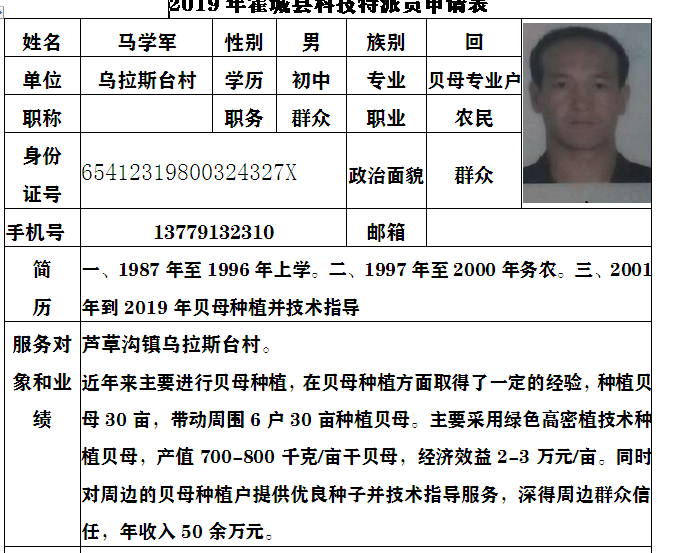 2019 年霍城县科技特派员申请表
姓名 马学军 性别 男 族别 回
单位 乌拉斯台村 学历 初中 专业 贝母专业户
职称 职务 群众 职业 农民
身份证号 65412319800324327X 政治面貌 群众
手机号 13779132310 邮箱
简历 一、1987 年至 1996 年上学。二、1997 年至 2000 年务农。三、2001
年到 2019 年贝母种植并技术指导
服务对象和业绩 芦草沟镇乌拉斯台村。
近年来主要进行贝母种植，在贝母种植方面取得了一定的经验，种植贝
母 30 亩，带动周围 6 户 30 亩种植贝母。主要采用绿色高密植技术种
植贝母，产值 700-800 千克/亩干贝母，经济效益 2-3 万元/亩。同时
对周边的贝母种植户提供优良种子并技术指导服务，深得周边群众信
任，年收入 50 余万元。